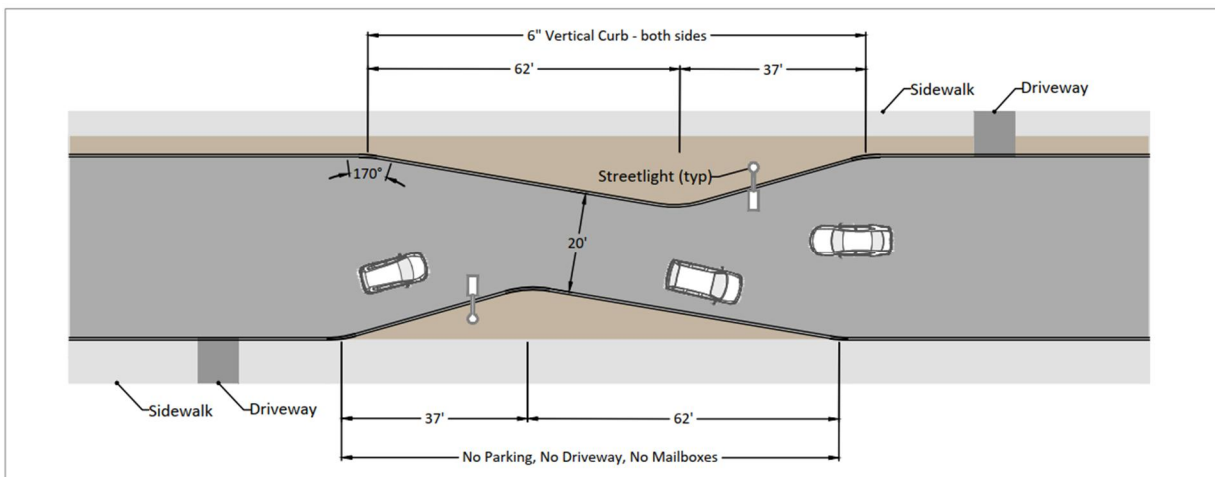 6" Vertical Curb - both sides
62'
37'
Sidewalk
Driveway
170°
Streetlight (typ)
20'
Sidewalk
Driveway
37'
62'
No Parking, No Driveway, No Mailboxes